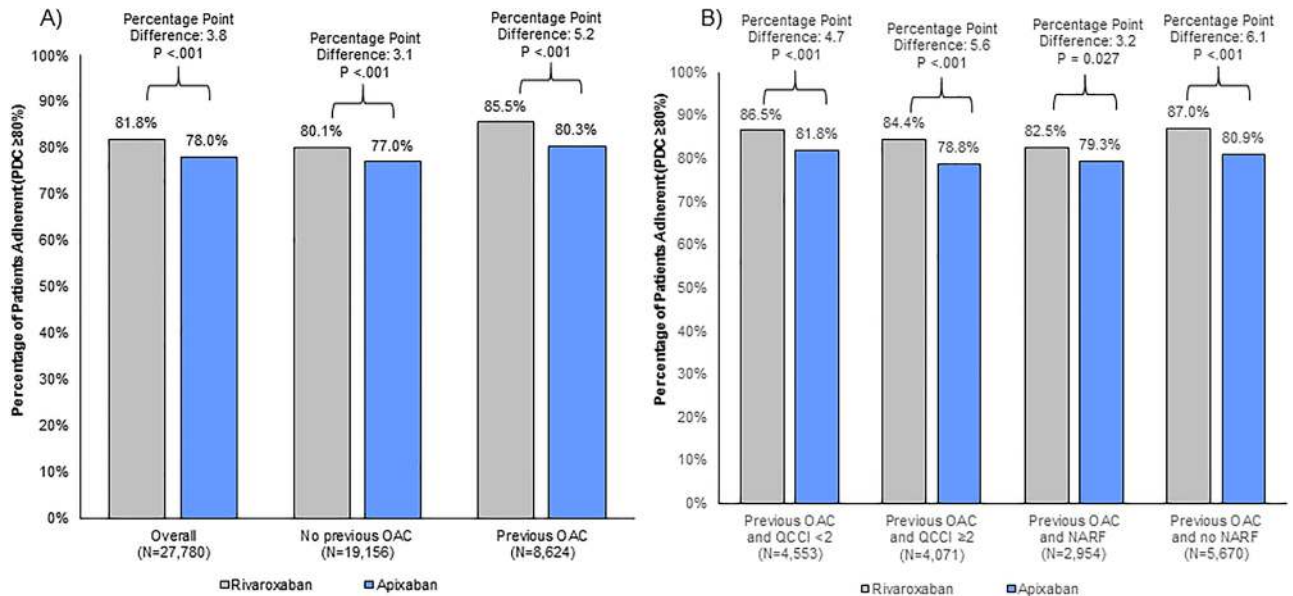 A)
Percentage Point
Difference: 3.8
P <.001
Percentage Point
Difference: 3.1
P <.001
Percentage Point
Difference: 5.2
P <.001
Percentage of Patients Adherent (PDC ≥80%)
100%
90%
80%
70%
60%
50%
40%
30%
20%
10%
0%
81.8%
78.0%
80.1%
77.0%
85.5%
80.3%
Overall
(N=27,780)
No previous OAC
(N=19,156)
Previous OAC
(N=8,624)
Rivaroxaban
Apixaban
B)
Percentage Point
Difference: 4.7
P <.001
Percentage Point
Difference: 5.6
P <.001
Percentage Point
Difference: 3.2
P = 0.027
Percentage Point
Difference: 6.1
P <.001
Percentage of Patients Adherent (PDC ≥80%)
100%
90%
80%
70%
60%
50%
40%
30%
20%
10%
0%
86.5%
81.8%
84.4%
78.8%
82.5%
79.3%
87.0%
80.9%
Previous OAC
and QCCI <2
(N=4,553)
Previous OAC
and QCCI ≥2
(N=4,071)
Previous OAC
and NARF
(N=2,954)
Previous OAC
and no NARF
(N=5,670)
Rivaroxaban
Apixaban